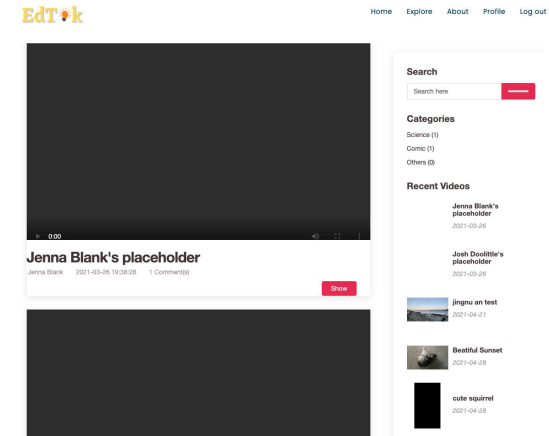 EdTok
Home Explore About Profile Log out
0:00
Jenna Blank's placeholder
Jenna Blank 2021-03-26 19:38:26 1 Comment(s)
Show
Search
Search here
Categories
Science (1)
Comic (1)
Others (0)
Recent Videos
Jenna Blank's
placeholder
2021-03-26
Josh Doolittle's
placeholder
2021-03-26
jingnu an test
2021-04-21
Beatiful Sunset
2021-04-28
cute squirrel
2021-04-28